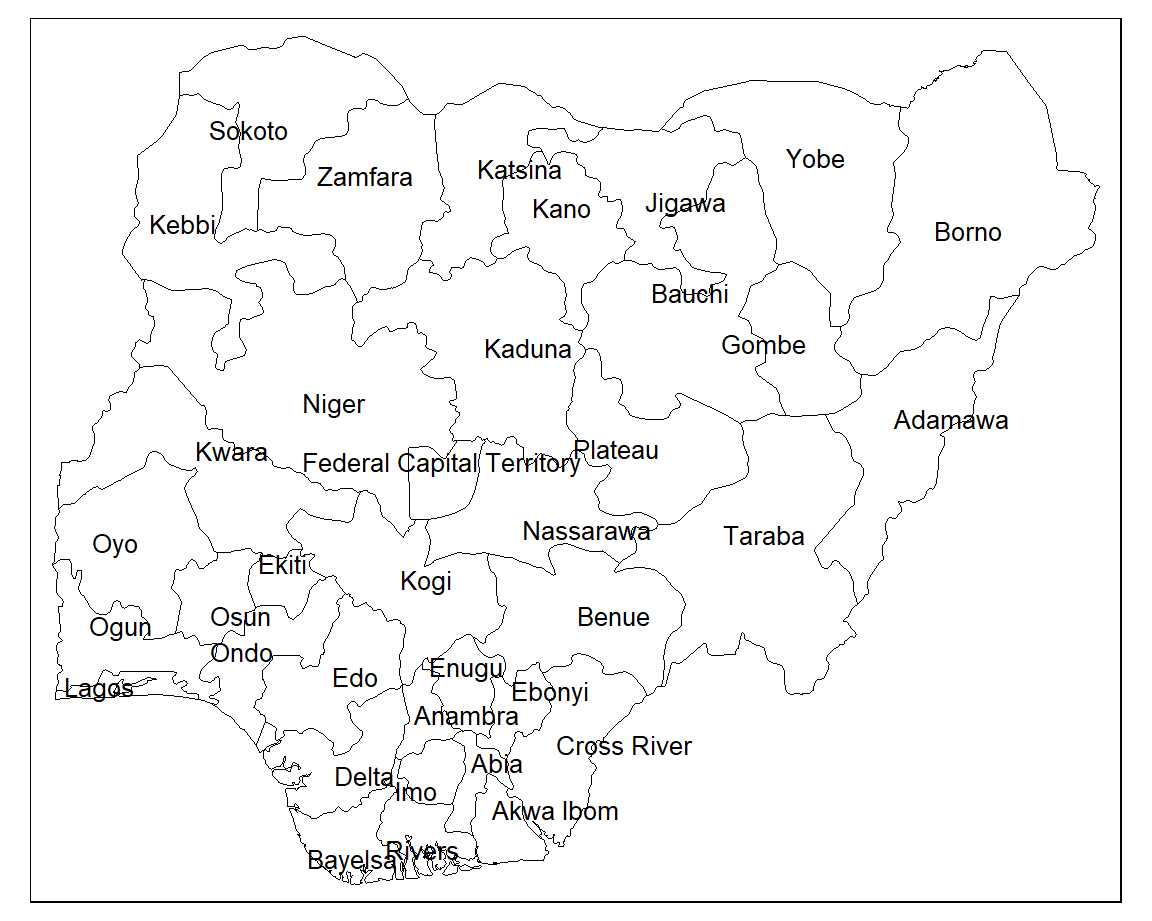 Sokoto
Yobe
Katsina
Zamfara
Jigawa
Kano
Kebbi
Borno
Bauchi
Gombe
Kaduna
Niger
Adamawa
Plateau
Kwara
Federal Capital Territory
Nassarawa
Taraba
Oyo
Ekiti
Kogi
Osun
Benue
Ogun
Ondo
Enugu
Edo
Lagos
Ebonyi
Anambra
Cross River
Abia
Delta
Imo
Akwa Ibom
Rivers
Bayelsa